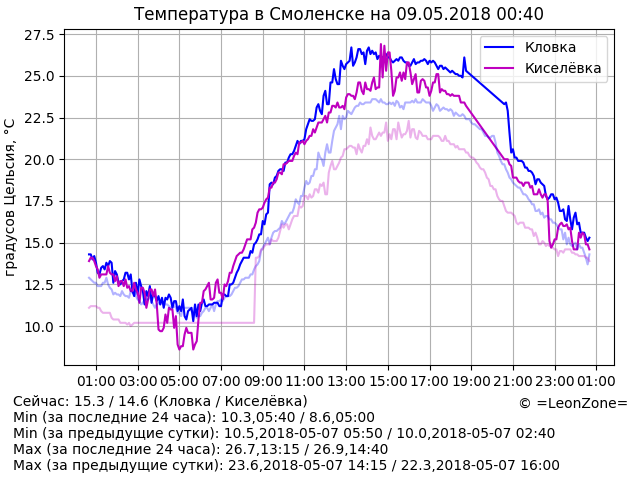 Температура в Смоленске на 09.05.2018 00:40
27.5
25.0
22.5
20.0
17.5
15.0
12.5
10.0
градусов Цельсия, °C
Кловка
Киселёвка
01:00 03:00 05:00 07:00 09:00 11:00 13:00 15:00 17:00 19:00 21:00 23:00 01:00
Сейчас: 15.3 / 14.6 (Кловка / Киселёвка)
© =LeonZone=
Min (за последние 24 часа): 10.3,05:40 / 8.6,05:00
Min (за предыдущие сутки): 10.5,2018-05-07 05:50 / 10.0,2018-05-07 02:40
Max (за последние 24 часа): 26.7,13:15 / 26.9,14:40
Max (за предыдущие сутки): 23.6,2018-05-07 14:15 / 22.3,2018-05-07 16:00